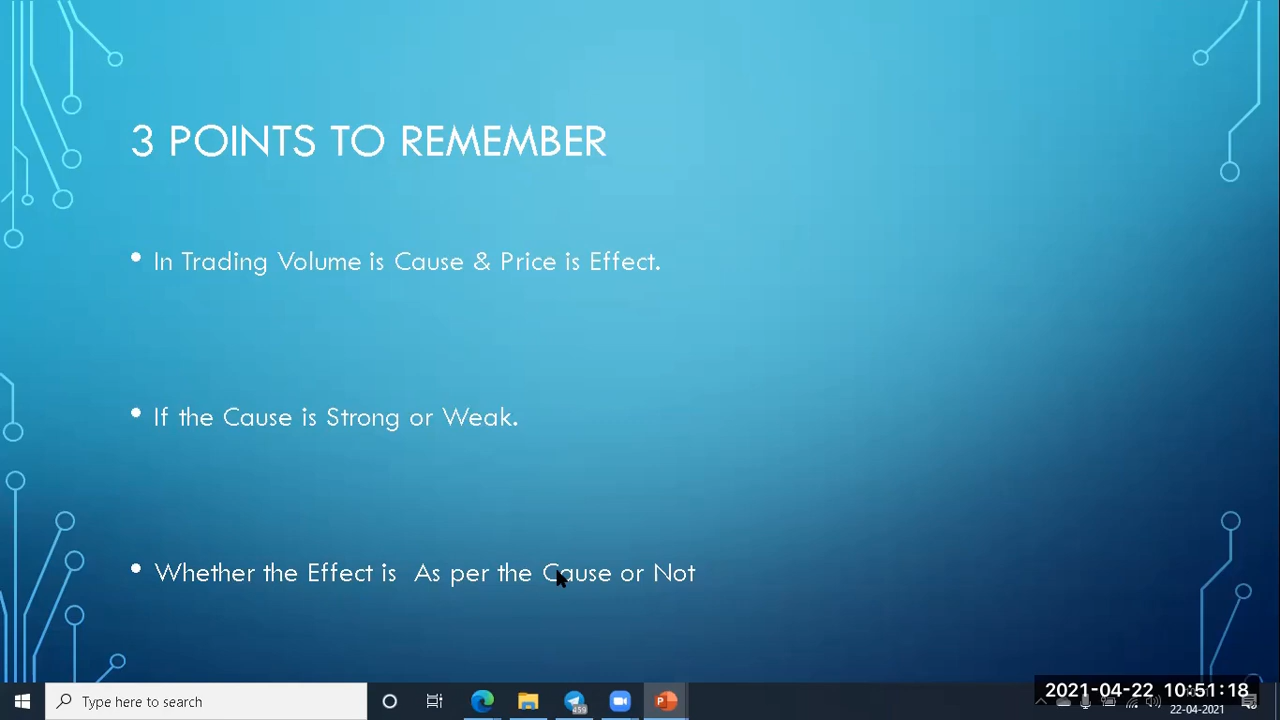 3 POINTS TO REMEMBER
• In Trading Volume is Cause & Price is Effect.
• If the Cause is Strong or Weak.
• Whether the Effect is  As per the Cause or Not
Type here to search
459
2021-04-22 10:51:18
22-04-2021